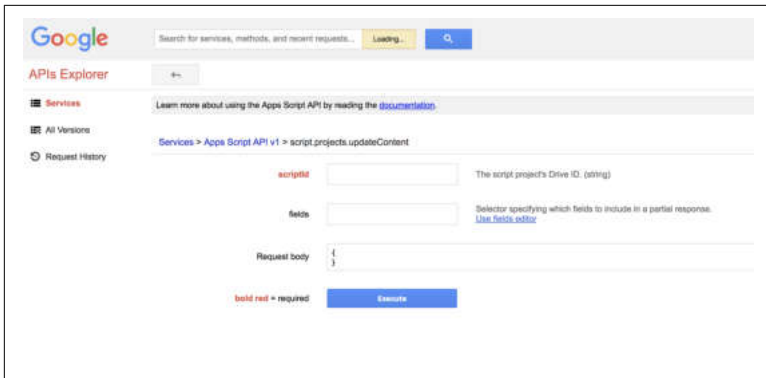 Google
Search for services, methods, and recent requests...
Loading...
APIs Explorer
Services
Learn more about using the Apps Script API by reading the documentation.
All Versions
Services > Apps Script API v1 > script.projects.updateContent
Request History
scriptId
The script project's Drive ID. (string)
fields
Selector specifying which fields to include in a partial response.
Use fields editor
Request body
{
}
bold red = required
Execute